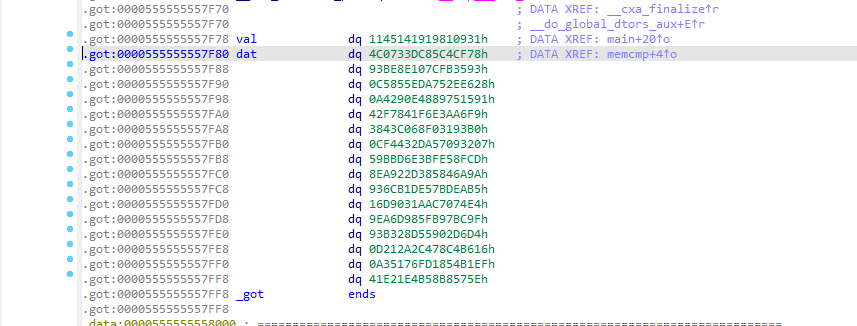 .got:0000555555557F70 ; DATA XREF: __cxa_finalize↑r
.got:0000555555557F70 ; __do_global_dtors_aux+E↑r
.got:0000555555557F78 val dq 1145141919810931h ; DATA XREF: main+20↑o
.got:0000555555557F80 dat dq 4C0733DC85C4CF78h ; DATA XREF: memcmp+4↑o
.got:0000555555557F88 dq 93BE8E107CFB3593h
.got:0000555555557F90 dq 0C5855EDA752EE628h
.got:0000555555557F98 dq 0A4290E4889751591h
.got:0000555555557FA0 dq 42F7841F6E3AA6F9h
.got:0000555555557FA8 dq 3843C068F03193B0h
.got:0000555555557FB0 dq 0CF4432DA57093207h
.got:0000555555557FB8 dq 59BBD6E3BFE58FCDh
.got:0000555555557FC0 dq 8EA922D385846A9Ah
.got:0000555555557FC8 dq 936CB1DE57BDEAB5h
.got:0000555555557FD0 dq 16D9031AAC7074E4h
.got:0000555555557FD8 dq 9EA6D985FB97BC9Fh
.got:0000555555557FE0 dq 93B328D55902D6D4h
.got:0000555555557FE8 dq 0D212A2C478C4B616h
.got:0000555555557FF0 dq 0A35176FD1854B1EFh
.got:0000555555557FF8 dq 41E21E4B58B8575Eh
.got:0000555555557FF8 _got ends
.got:0000555555557FF8
.data:0000555555558000 ; ===========================================================================